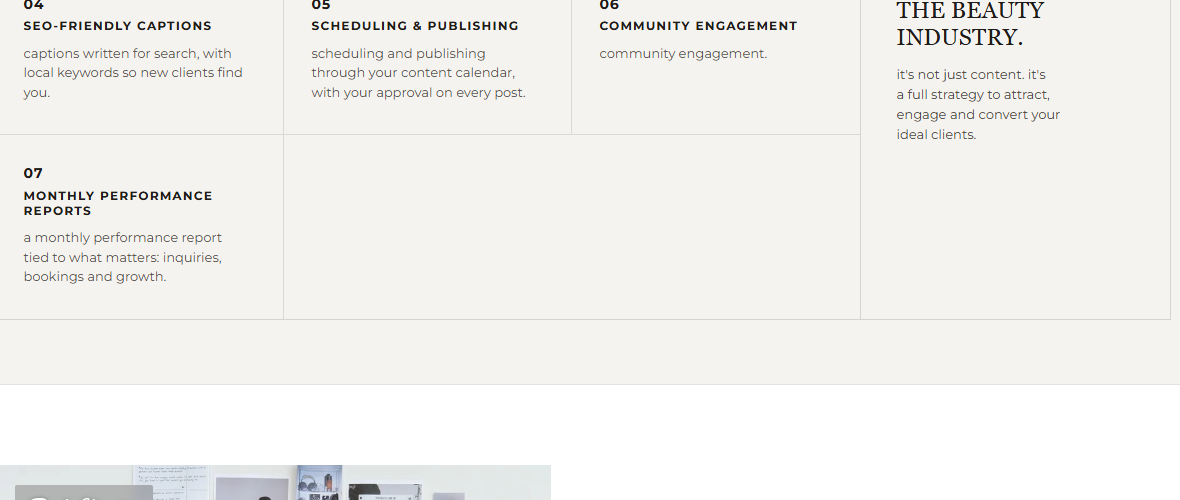 04
SEO-FRIENDLY CAPTIONS
captions written for search, with
local keywords so new clients find
you.
05
SCHEDULING & PUBLISHING
scheduling and publishing
through your content calendar,
with your approval on every post.
06
COMMUNITY ENGAGEMENT
community engagement.
THE BEAUTY
INDUSTRY.
it's not just content. it's
a full strategy to attract,
engage and convert your
ideal clients.
07
MONTHLY PERFORMANCE
REPORTS
a monthly performance report
tied to what matters: inquiries,
bookings and growth.